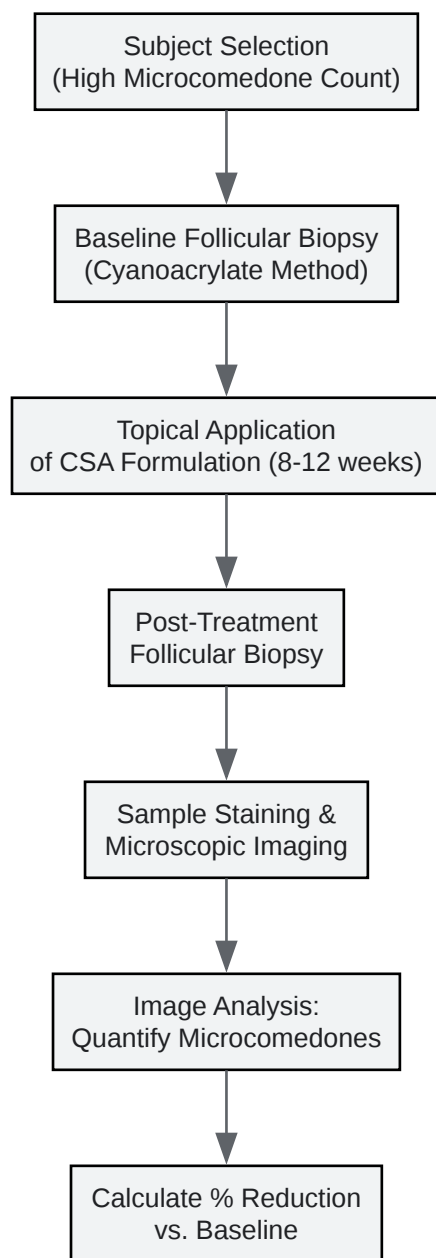 Subject Selection
(High Microcomedone Count)
Baseline Follicular Biopsy
(Cyanoacrylate Method)
Topical Application
of CSA Formulation (8-12 weeks)
Post-Treatment
Follicular Biopsy
Sample Staining &
Microscopic Imaging
Image Analysis:
Quantify Microcomedones
Calculate % Reduction
vs. Baseline